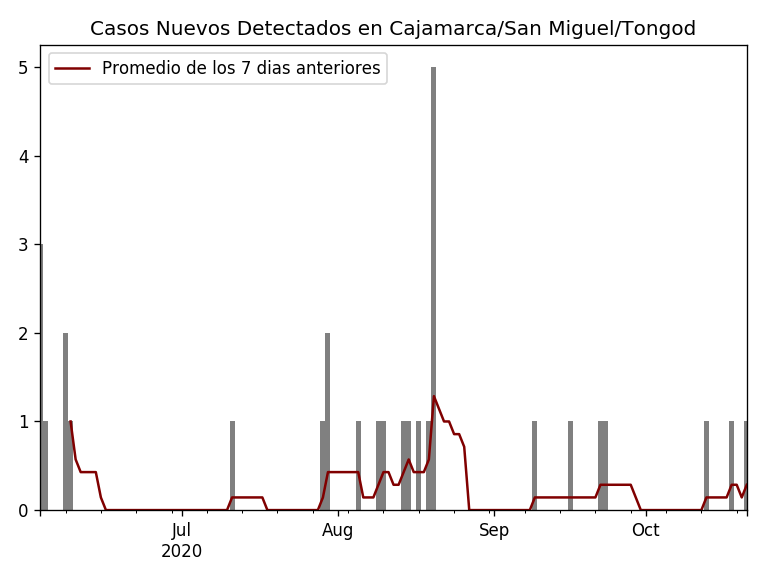 Casos Nuevos Detectados en Cajamarca/San Miguel/Tongod
Promedio de los 7 dias anteriores
5
4
3
2
1
0
Jul Aug Sep Oct
2020